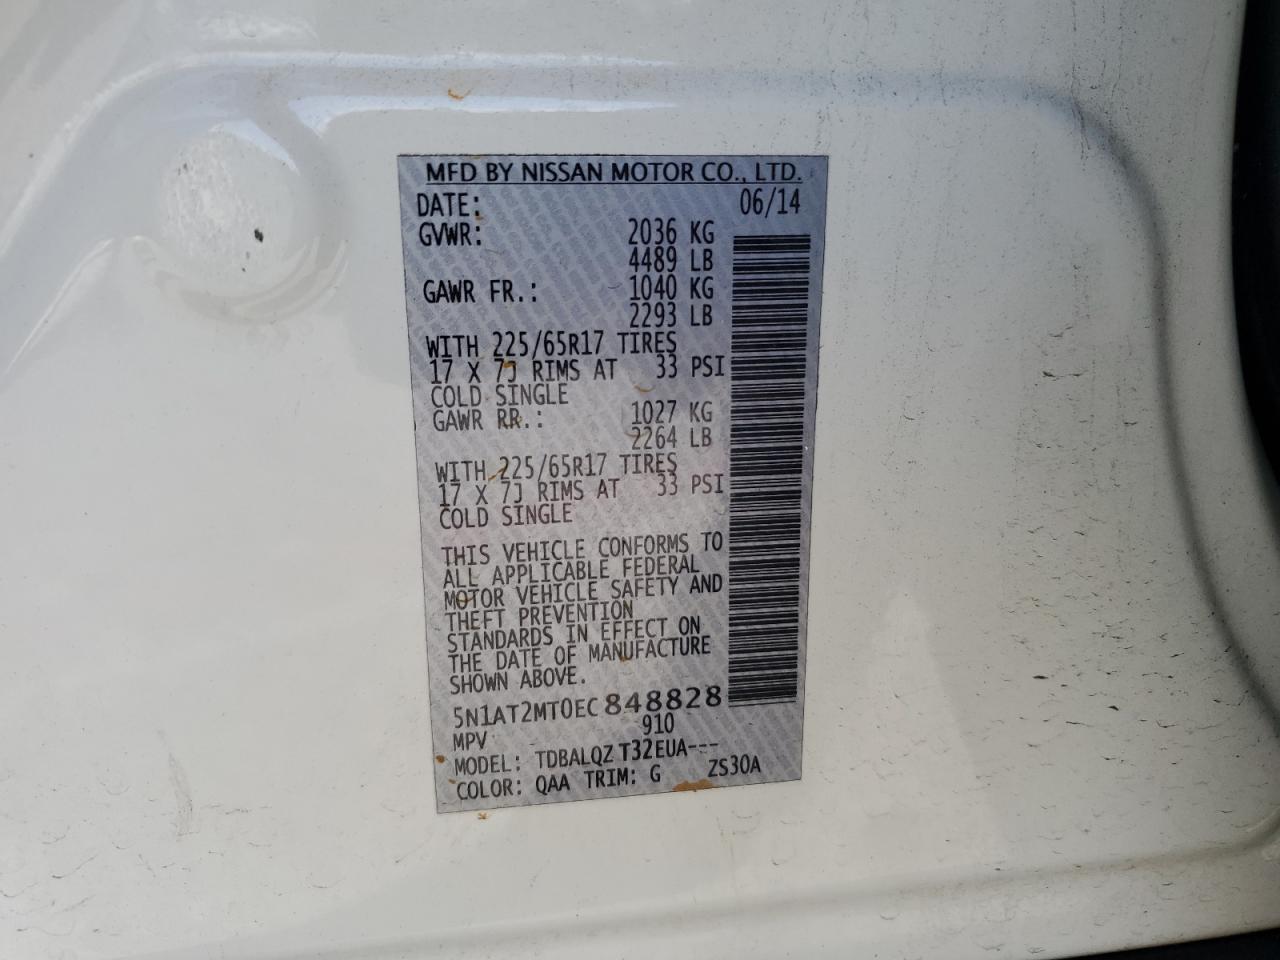 MFD BY NISSAN MOTOR CO., LTD.
DATE: 06/14
GVWR: 2036 KG
4489 LB
GAWR FR.: 1040 KG
2293 LB
WITH 225/65R17 TIRES
17 X 7J RIMS AT 33 PSI
COLD SINGLE
GAWR RR.: 1027 KG
2264 LB
WITH 225/65R17 TIRES
17 X 7J RIMS AT 33 PSI
COLD SINGLE
THIS VEHICLE CONFORMS TO
ALL APPLICABLE FEDERAL
MOTOR VEHICLE SAFETY AND
THEFT PREVENTION
STANDARDS IN EFFECT ON
THE DATE OF MANUFACTURE
SHOWN ABOVE.
5N1AT2MT0EC848828
MPV 910
MODEL: TDBALQZ T32EUA---
COLOR: QAA TRIM: G ZS30A